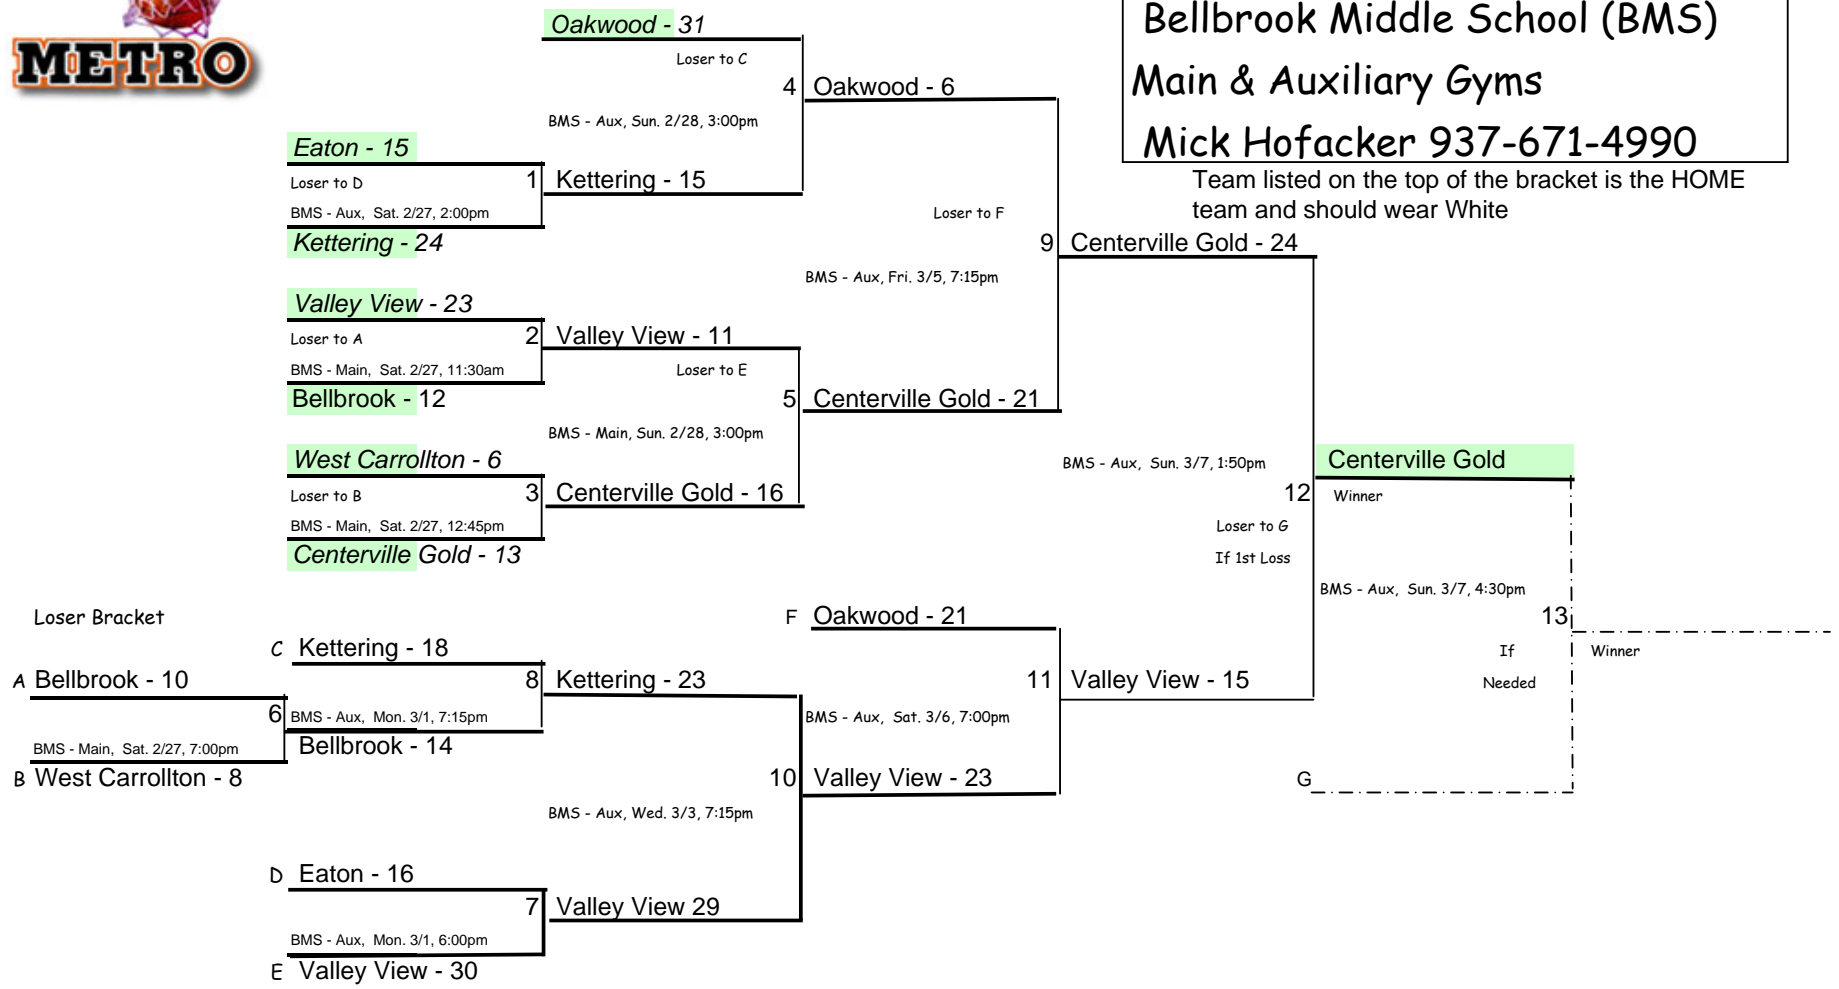 METRO
Bellbrook Middle School (BMS)
Main & Auxiliary Gyms
Mick Hofacker 937-671-4990
Team listed on the top of the bracket is the HOME
team and should wear White
Oakwood - 31
Loser to C
4 Oakwood - 6
BMS - Aux, Sun. 2/28, 3:00pm
Eaton - 15
Loser to D
1 Kettering - 15
BMS - Aux, Sat. 2/27, 2:00pm
Kettering - 24
Loser to F
9 Centerville Gold - 24
BMS - Aux, Fri. 3/5, 7:15pm
Valley View - 23
Loser to A
2 Valley View - 11
BMS - Main, Sat. 2/27, 11:30am
Bellbrook - 12
Loser to E
5 Centerville Gold - 21
BMS - Main, Sun. 2/28, 3:00pm
West Carrollton - 6
Loser to B
3 Centerville Gold - 16
BMS - Main, Sat. 2/27, 12:45pm
Centerville Gold - 13
BMS - Aux, Sun. 3/7, 1:50pm
Centerville Gold
12 Winner
Loser to G
If 1st Loss
BMS - Aux, Sun. 3/7, 4:30pm
13
If
Needed
Winner
Loser Bracket
F Oakwood - 21
C Kettering - 18
A Bellbrook - 10
8 Kettering - 23
11 Valley View - 15
6 BMS - Aux, Mon. 3/1, 7:15pm
BMS - Aux, Sat. 3/6, 7:00pm
BMS - Main, Sat. 2/27, 7:00pm
Bellbrook - 14
B West Carrollton - 8
10 Valley View - 23
G
BMS - Aux, Wed. 3/3, 7:15pm
D Eaton - 16
7 Valley View 29
BMS - Aux, Mon. 3/1, 6:00pm
E Valley View - 30